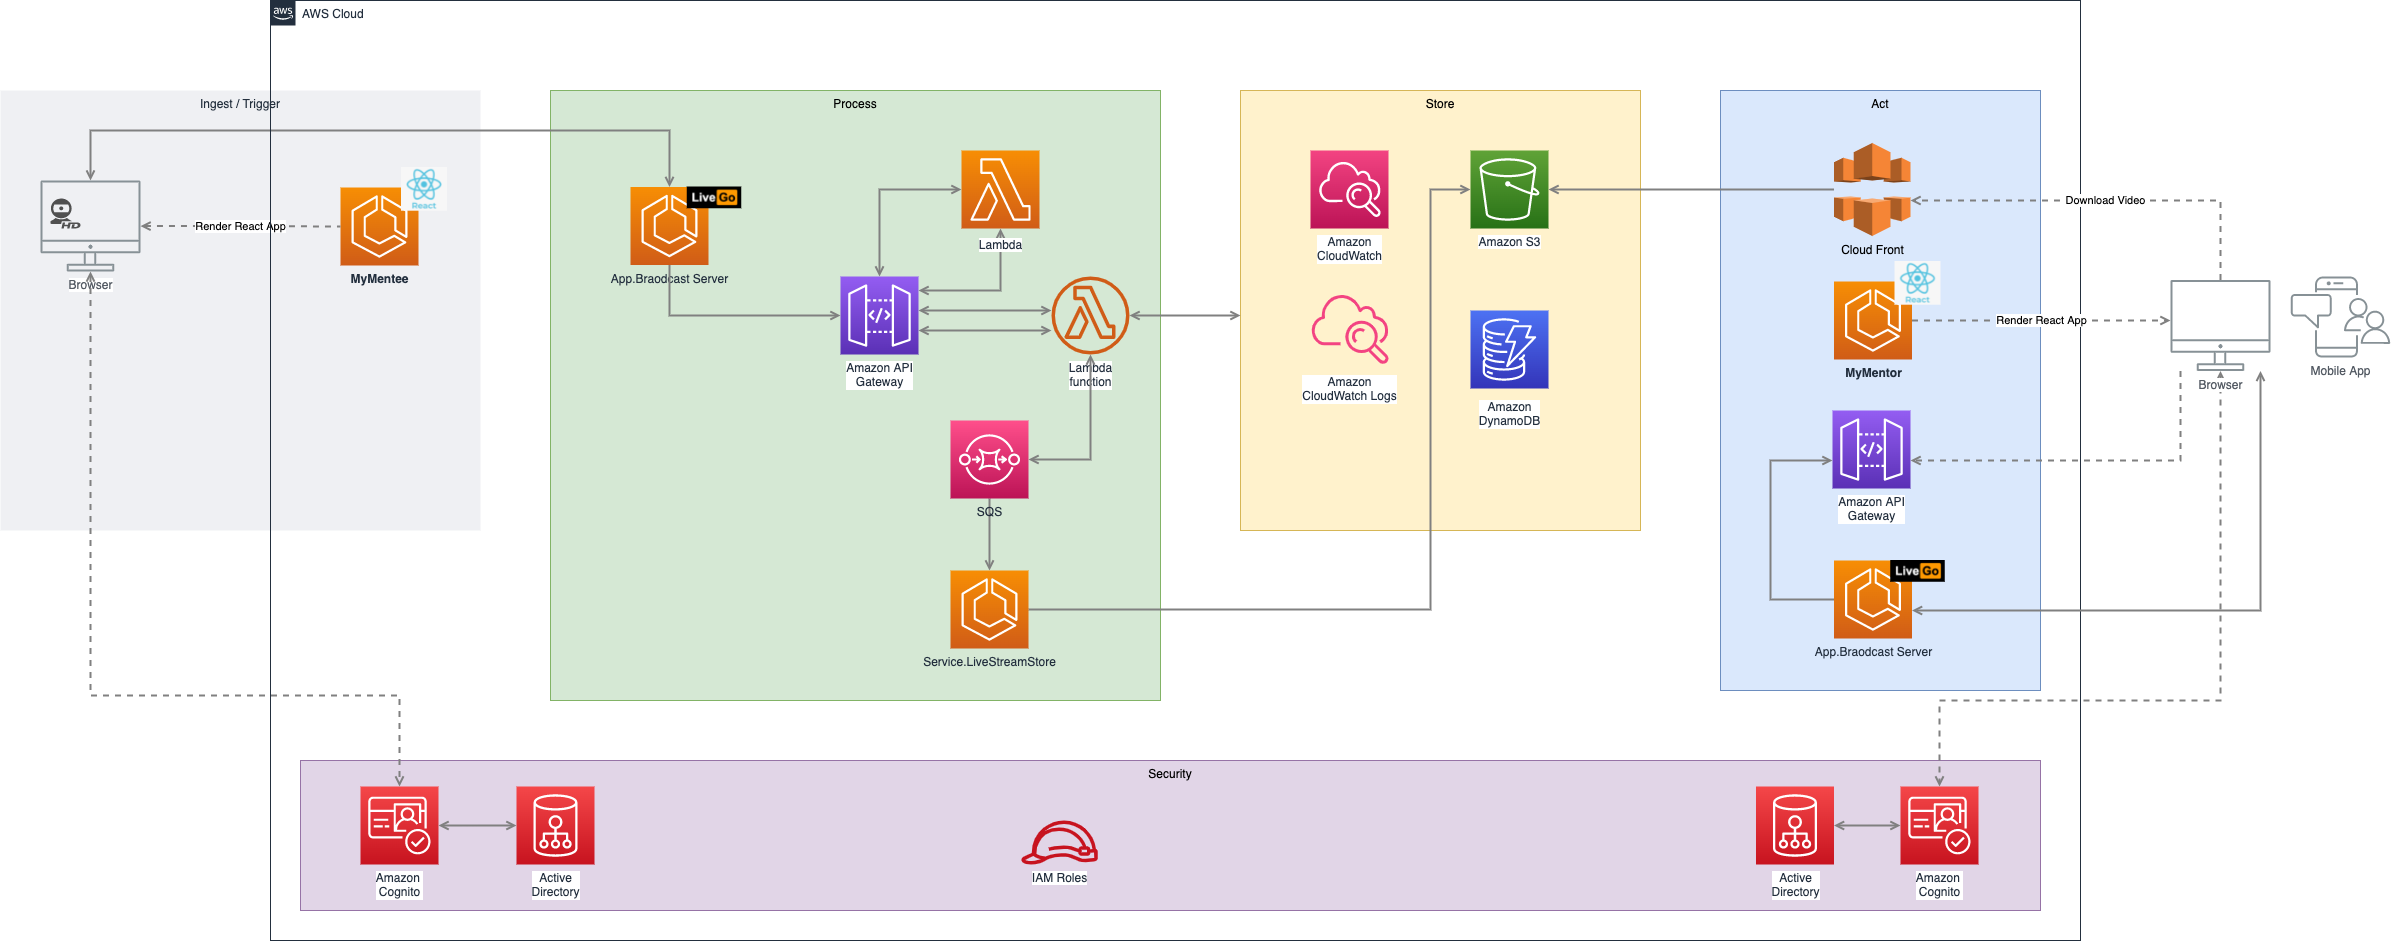 aws
AWS Cloud
Ingest / Trigger
HD
Browser
Render React App
React
MyMentee
Process
Live Go
App.Braodcast Server
Lambda
Amazon API
Gateway
Lambda
function
SQS
Service.LiveStreamStore
Store
Amazon
CloudWatch
Amazon S3
Amazon
CloudWatch Logs
Amazon
DynamoDB
Act
Cloud Front
Download Video
React
MyMentor
Render React App
Browser
Mobile App
Amazon API
Gateway
Live Go
App.Braodcast Server
Security
Amazon
Cognito
Active
Directory
IAM Roles
Active
Directory
Amazon
Cognito